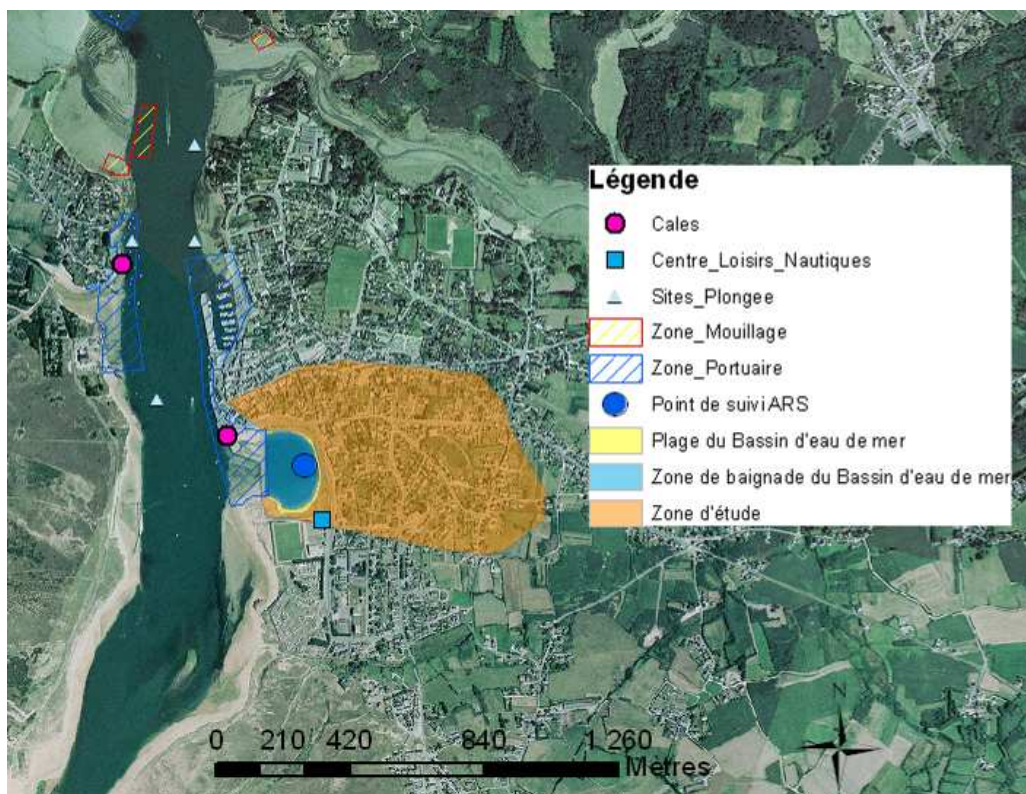 Légende
Cales
Centre_Loisirs_Nautiques
Sites_Plongee
Zone_Mouillage
Zone_Portuaire
Point de suivi ARS
Plage du Bassin d'eau de mer
Zone de baignade du Bassin d'eau de mer
Zone d'étude
N
0 210 420 840 1 260
Mètres